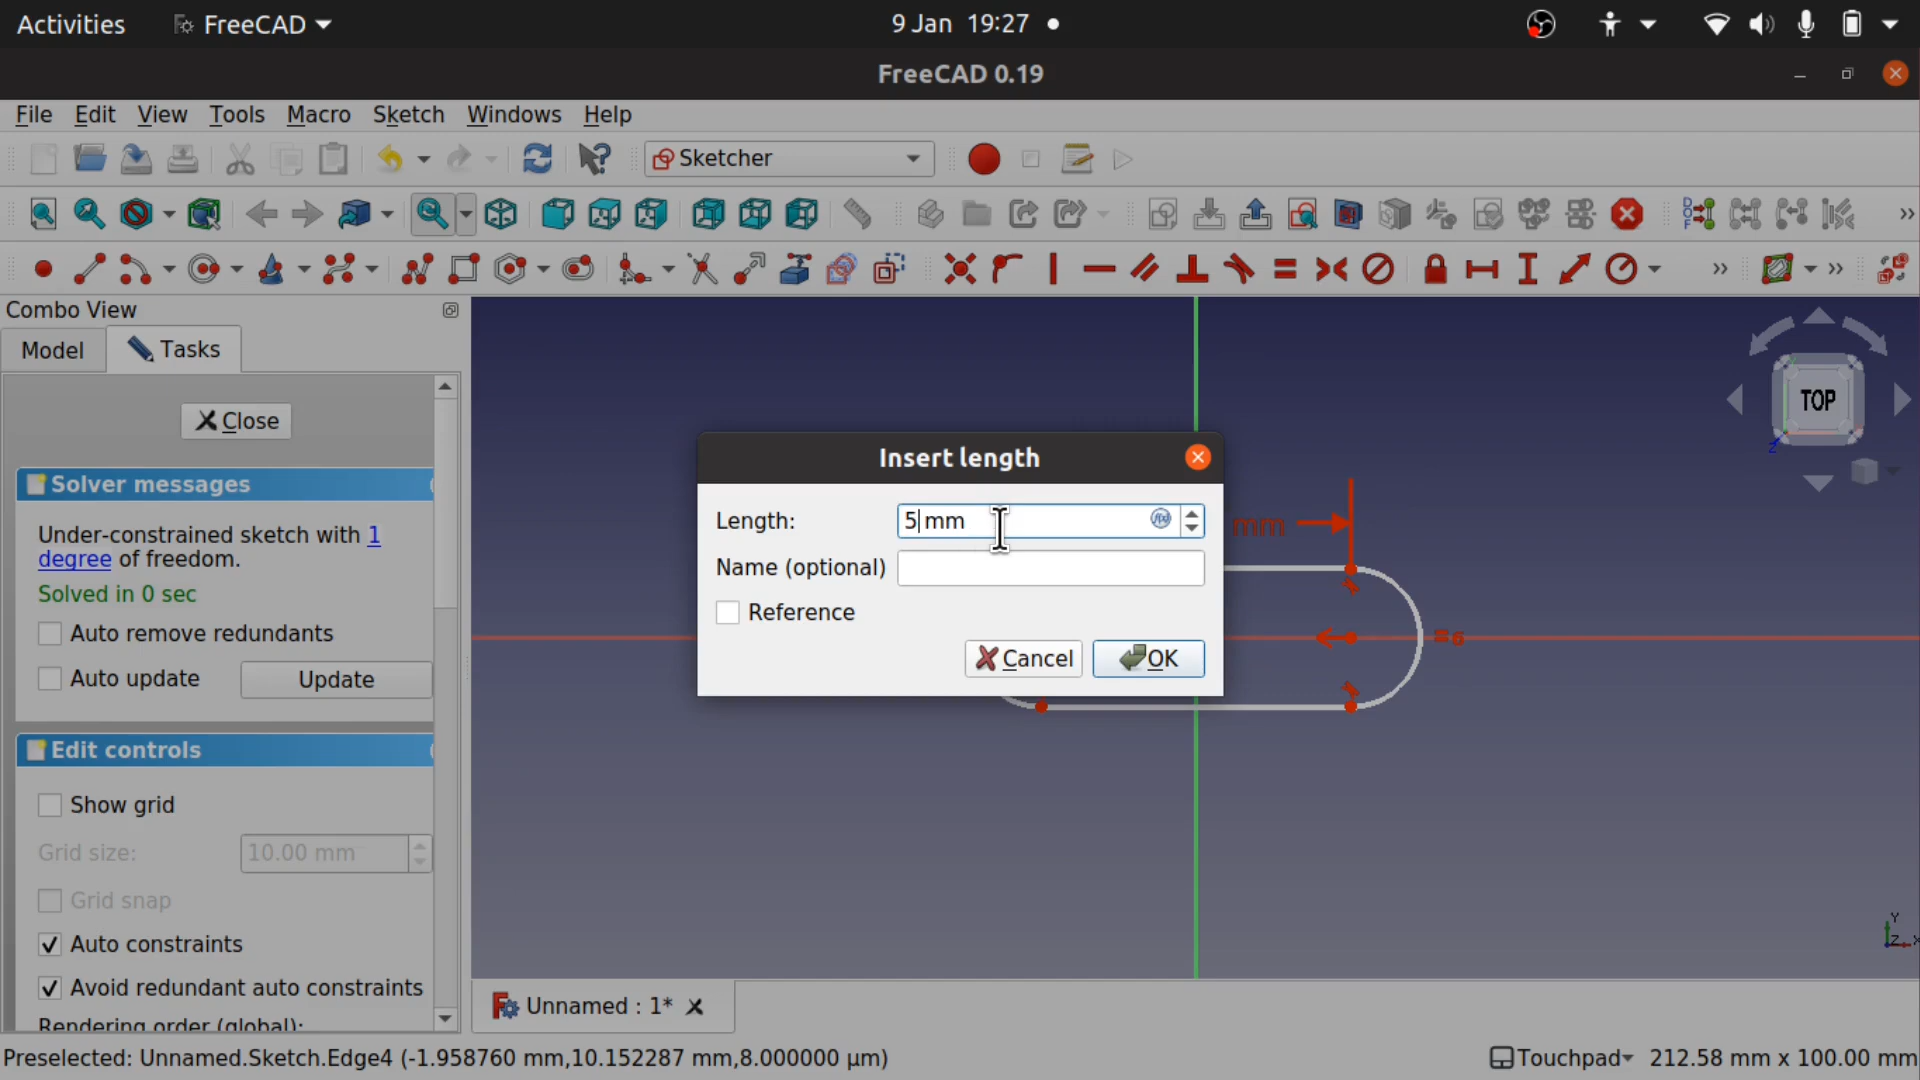 Activities FreeCAD 9 Jan 19:27
FreeCAD 0.19
File Edit View Tools Macro Sketch Windows Help
Sketcher
Combo View
Model Tasks
Close
Solver messages
Under-constrained sketch with 1
degree of freedom.
Solved in 0 sec
Auto remove redundants
Auto update Update
Edit controls
Show grid
Grid size: 10.00 mm
Grid snap
Auto constraints
Avoid redundant auto constraints
Rendering order (global):
TOP
Z
mm
Insert length
Length: 5 mm
Name (optional)
Reference
Cancel OK
Y
Z X
Unnamed : 1*
Preselected: Unnamed.Sketch.Edge4 (-1.958760 mm,10.152287 mm,8.000000 µm) Touchpad 212.58 mm x 100.00 mm